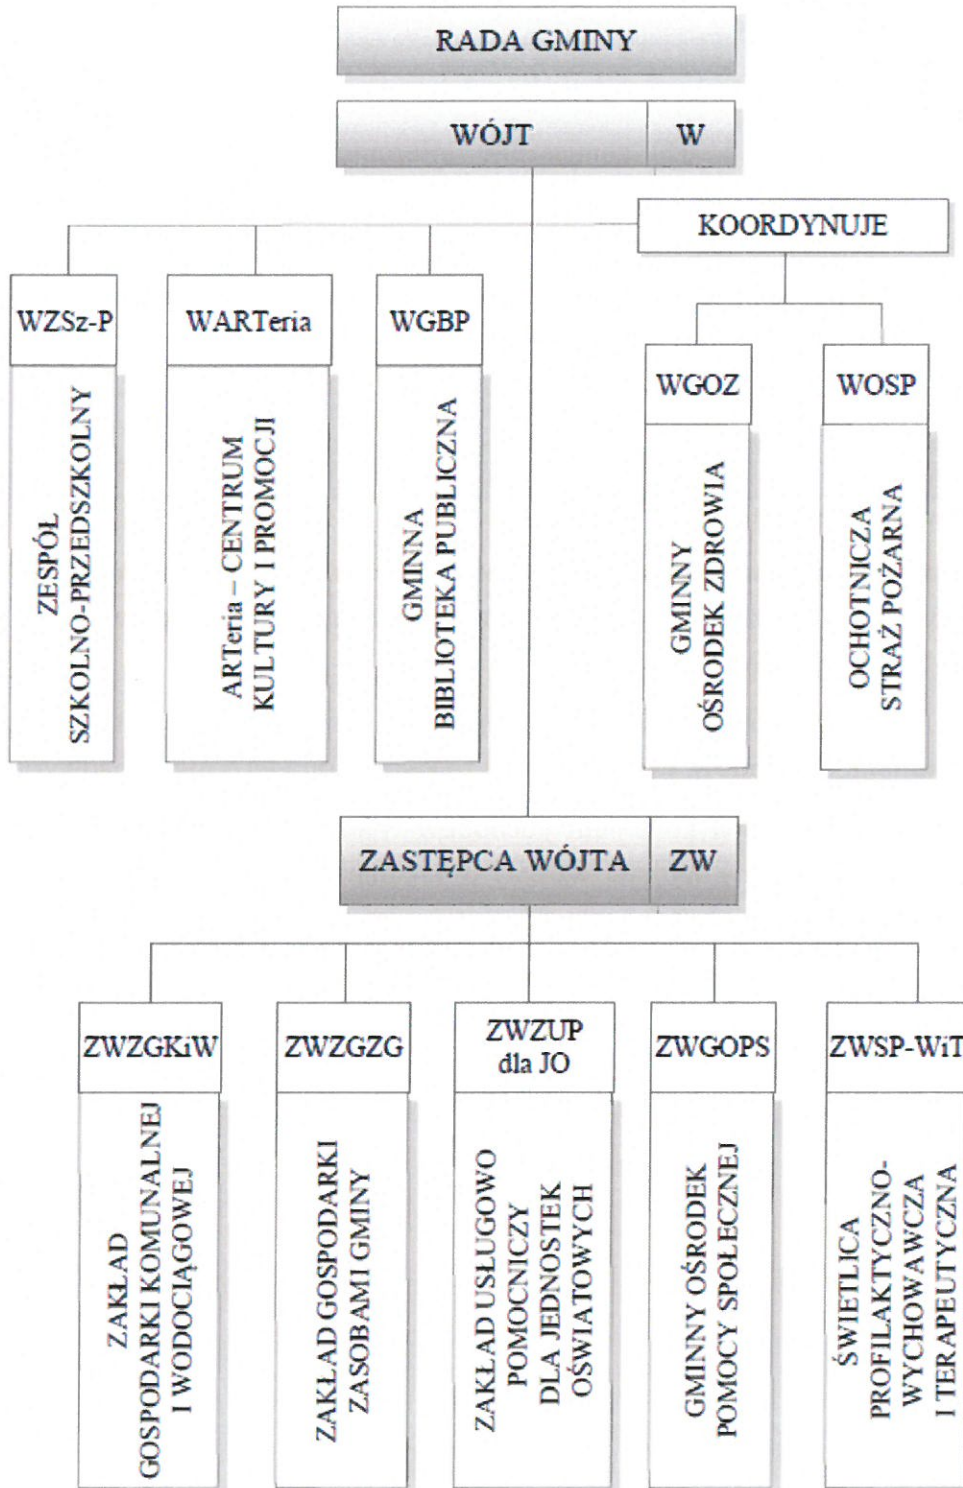 RADA GMINY
WÓJT W
KOORDYNUJE
WZSz-P
ZESPÓŁ
SZKOLNO-PRZEDSZKOLNY
WARTeria
ARTeria – CENTRUM
KULTURY I PROMOCJI
WGBP
GMINNA
BIBLIOTEKA PUBLICZNA
WGOZ
GMINNY
OŚRODEK ZDROWIA
WOSP
OCHOTNICZA
STRAŻ POŻARNA
ZASTĘPCA WÓJTA ZW
ZWZGKiW
ZAKŁAD
GOSPODARKI KOMUNALNEJ
I WODOCIĄGOWEJ
ZWZGZG
ZAKŁAD GOSPODARKI
ZASOBAMI GMINY
ZWZUP
dla JO
ZAKŁAD USŁUGOWO
POMOCNICZY
DLA JEDNOSTEK
OŚWIATOWYCH
ZWGOPS
GMINNY OŚRODEK
POMOCY SPOŁECZNEJ
ZWSP-WiT
ŚWIETLICA
PROFILAKTYCZNO-
WYCHOWAWCZA
I TERAPEUTYCZNA